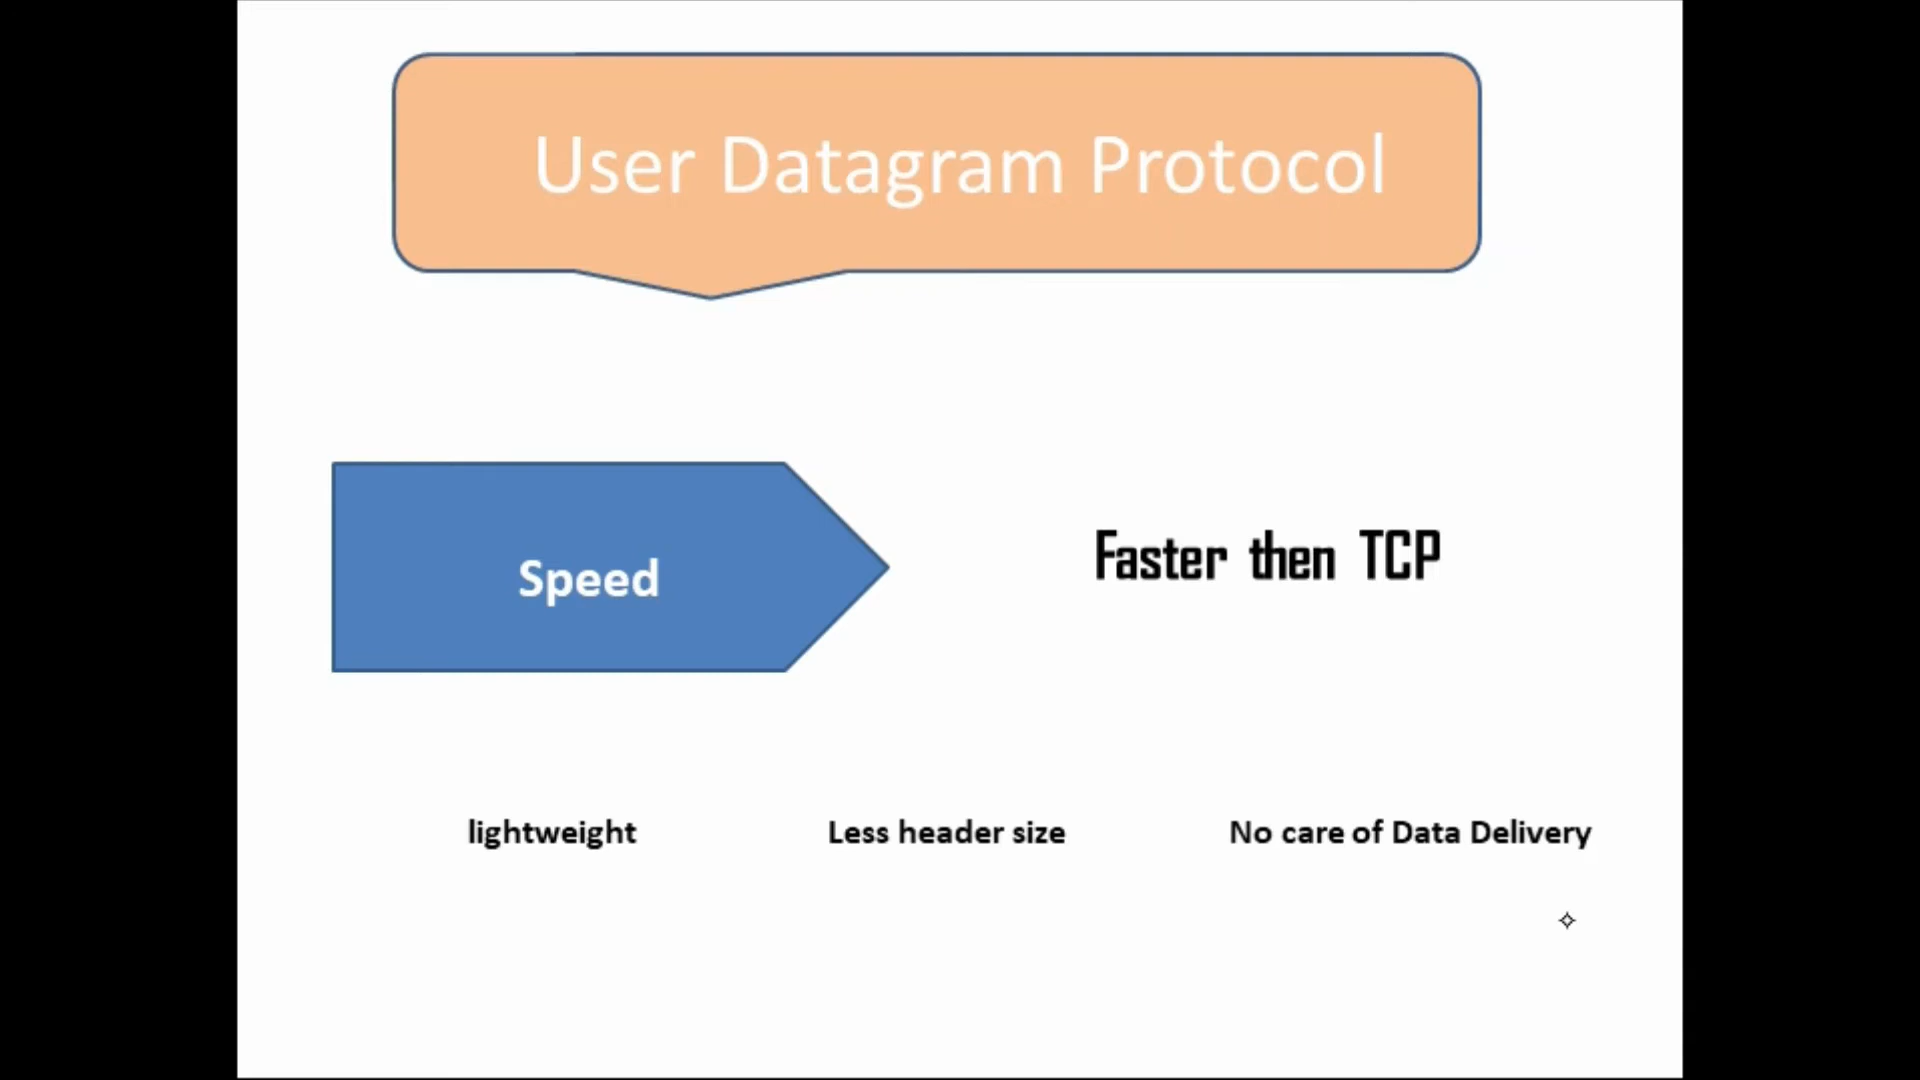 User Datagram Protocol
Speed
Faster then TCP
lightweight
Less header size
No care of Data Delivery